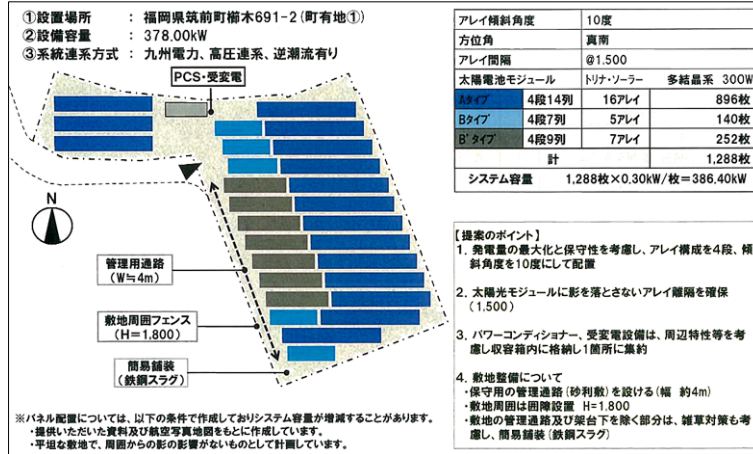 ①設置場所 : 福岡県筑前町櫛木691-2(町有地①)
②設備容量 : 378.00kW
③系統連系方式 : 九州電力、高圧連系、逆潮流有り
PCS・受変電
N
管理用通路
(W≒4m)
敷地周囲フェンス
(H=1,800)
簡易舗装
(鉄鋼スラグ)
※パネル配置については、以下の条件で作成しておりシステム容量が増減することがあります。
・提供いただいた資料及び航空写真地図をもとに作成しています。
・平坦な敷地で、周囲からの影の影響がないものとして計画しています。
アレイ傾斜角度 10度
方位角 真南
アレイ間隔 @1.500
太陽電池モジュール トリナ・ソーラー 多結晶系 300W
Aタイプ 4段14列 16アレイ 896枚
Bタイプ 4段7列 5アレイ 140枚
B'タイプ 4段9列 7アレイ 252枚
計 1,288枚
システム容量 1,288枚×0.30kW/枚=386.40kW
【提案のポイント】
1. 発電量の最大化と保守性を考慮し、アレイ構成を4段、傾
斜角度を10度にして配置
2. 太陽光モジュールに影を落とさないアレイ離隔を確保
(1,500)
3. パワーコンディショナー、受変電設備は、周辺特性等を考
慮し収容箱内に格納し1箇所に集約
4. 敷地整備について
・保守用の管理通路(砂利敷)を設ける(幅 約4m)
・敷地周囲は囲障設置 H=1,800
・敷地の管理通路及び架台下を除く部分は、雑草対策も考
慮し、簡易舗装(鉄鋼スラグ)